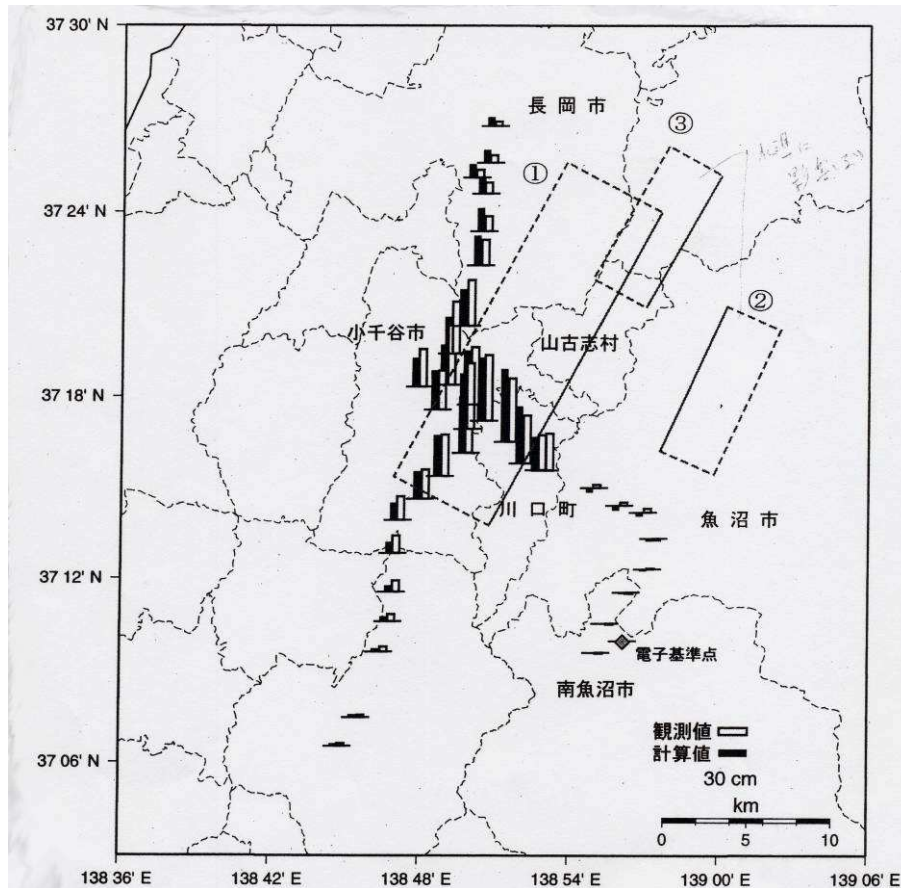 37 30' N
長岡市
③
①
37 24' N
②
小千谷市
山古志村
37 18' N
川口町
魚沼市
37 12' N
電子基準点
南魚沼市
観測値
計算値
37 06' N
30 cm
km
0 5 10
138 36' E 138 42' E 138 48' E 138 54' E 139 00' E 139 06' E